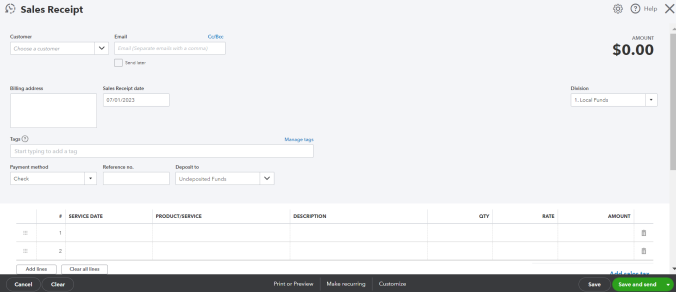 Sales Receipt
Help
Customer Email Cc/Bcc
Choose a customer Email (Separate emails with a comma)
Send later
AMOUNT
$0.00
Billing address Sales Receipt date Division
07/01/2023 1. Local Funds
Tags ? Manage tags
Start typing to add a tag
Payment method Reference no. Deposit to
Check Undeposited Funds
# SERVICE DATE PRODUCT/SERVICE DESCRIPTION QTY RATE AMOUNT
1
2
Add lines Clear all lines Add sales tax
Cancel Clear Print or Preview Make recurring Customize Save Save and send